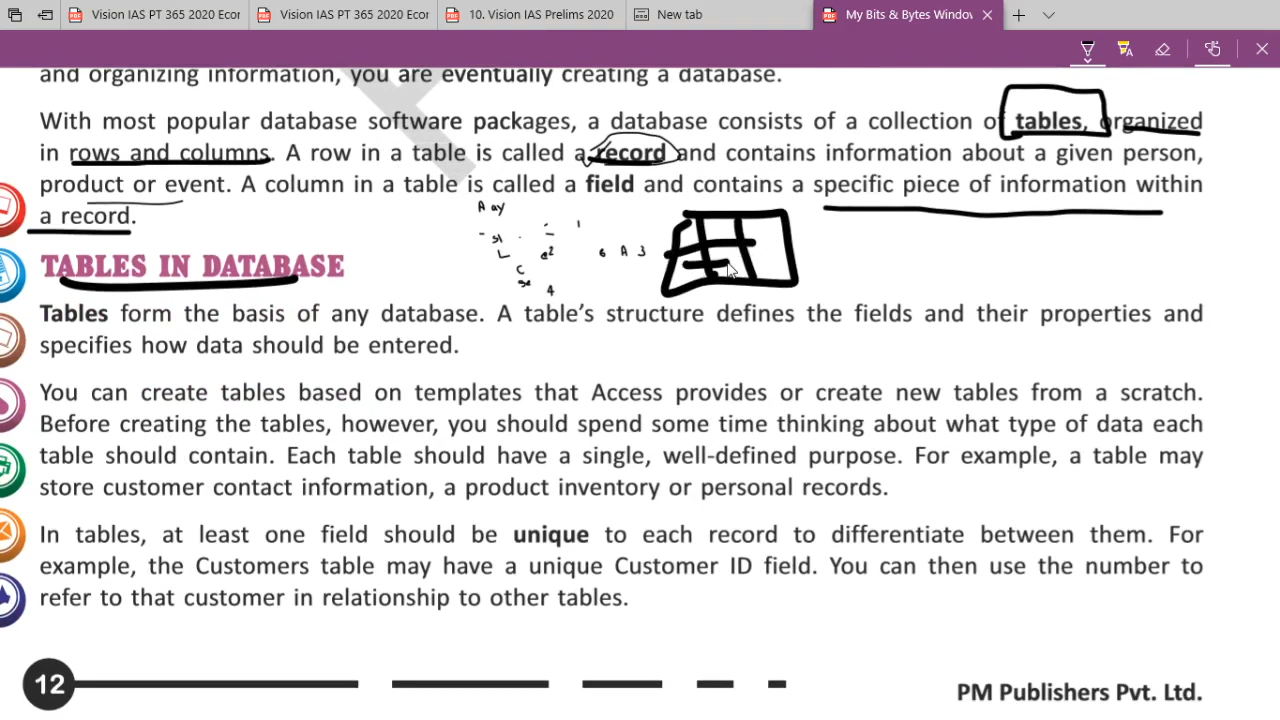 Vision IAS PT 365 2020 Econ
Vision IAS PT 365 2020 Econ
10. Vision IAS Prelims 2020
New tab
My Bits & Bytes Window
and organizing information, you are eventually creating a database.
With most popular database software packages, a database consists of a collection of tables, organized
in rows and columns. A row in a table is called a record and contains information about a given person,
product or event. A column in a table is called a field and contains a specific piece of information within
a record.
TABLES IN DATABASE
6 A 3
4
Tables form the basis of any database. A table's structure defines the fields and their properties and
specifies how data should be entered.
You can create tables based on templates that Access provides or create new tables from a scratch.
Before creating the tables, however, you should spend some time thinking about what type of data each
table should contain. Each table should have a single, well-defined purpose. For example, a table may
store customer contact information, a product inventory or personal records.
In tables, at least one field should be unique to each record to differentiate between them. For
example, the Customers table may have a unique Customer ID field. You can then use the number to
refer to that customer in relationship to other tables.
12
PM Publishers Pvt. Ltd.